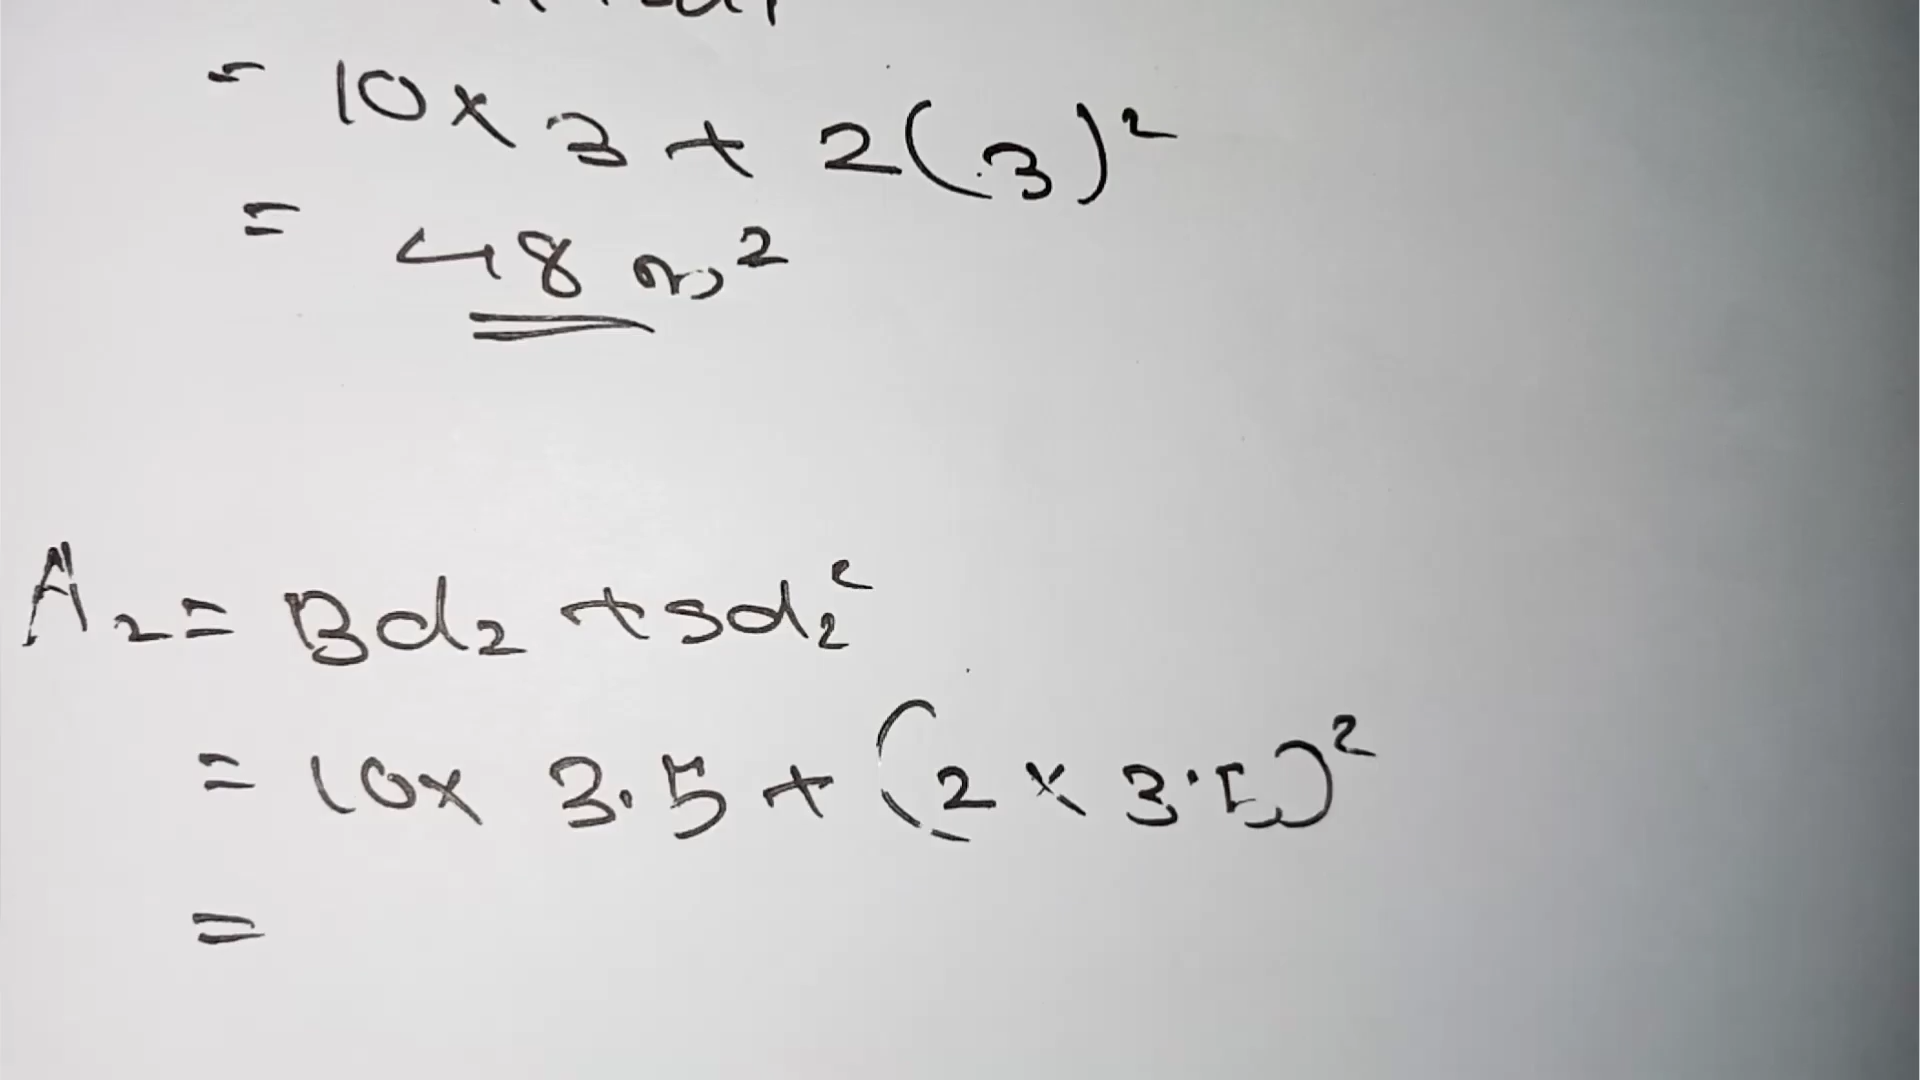 = 10 × 3 + 2(3)²
= 48 m²
A₂ = Bd₂ + sd₂²
= 10 × 3.5 + (2 × 3.5)²
=